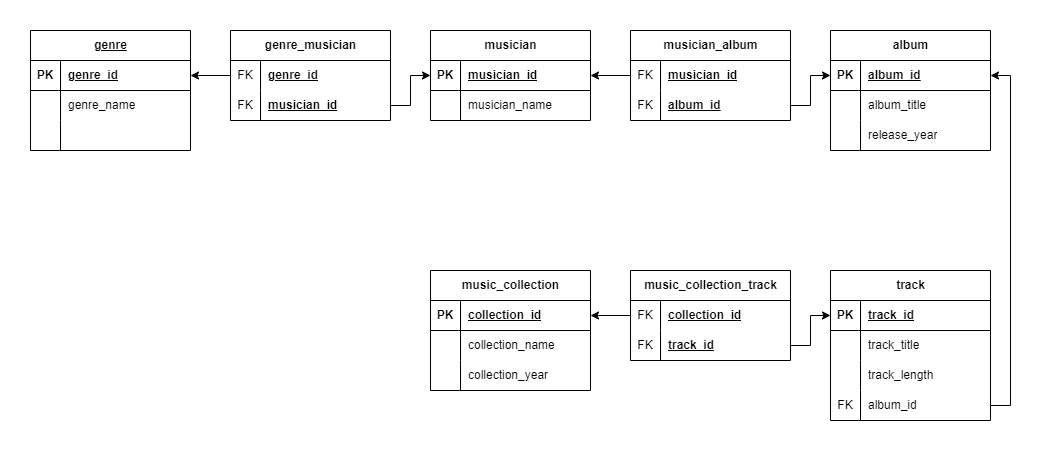 genre
PK genre_id
genre_name
genre_musician
FK genre_id
FK musician_id
musician
PK musician_id
musician_name
musician_album
FK musician_id
FK album_id
album
PK album_id
album_title
release_year
music_collection
PK collection_id
collection_name
collection_year
music_collection_track
FK collection_id
FK track_id
track
PK track_id
track_title
track_length
FK album_id